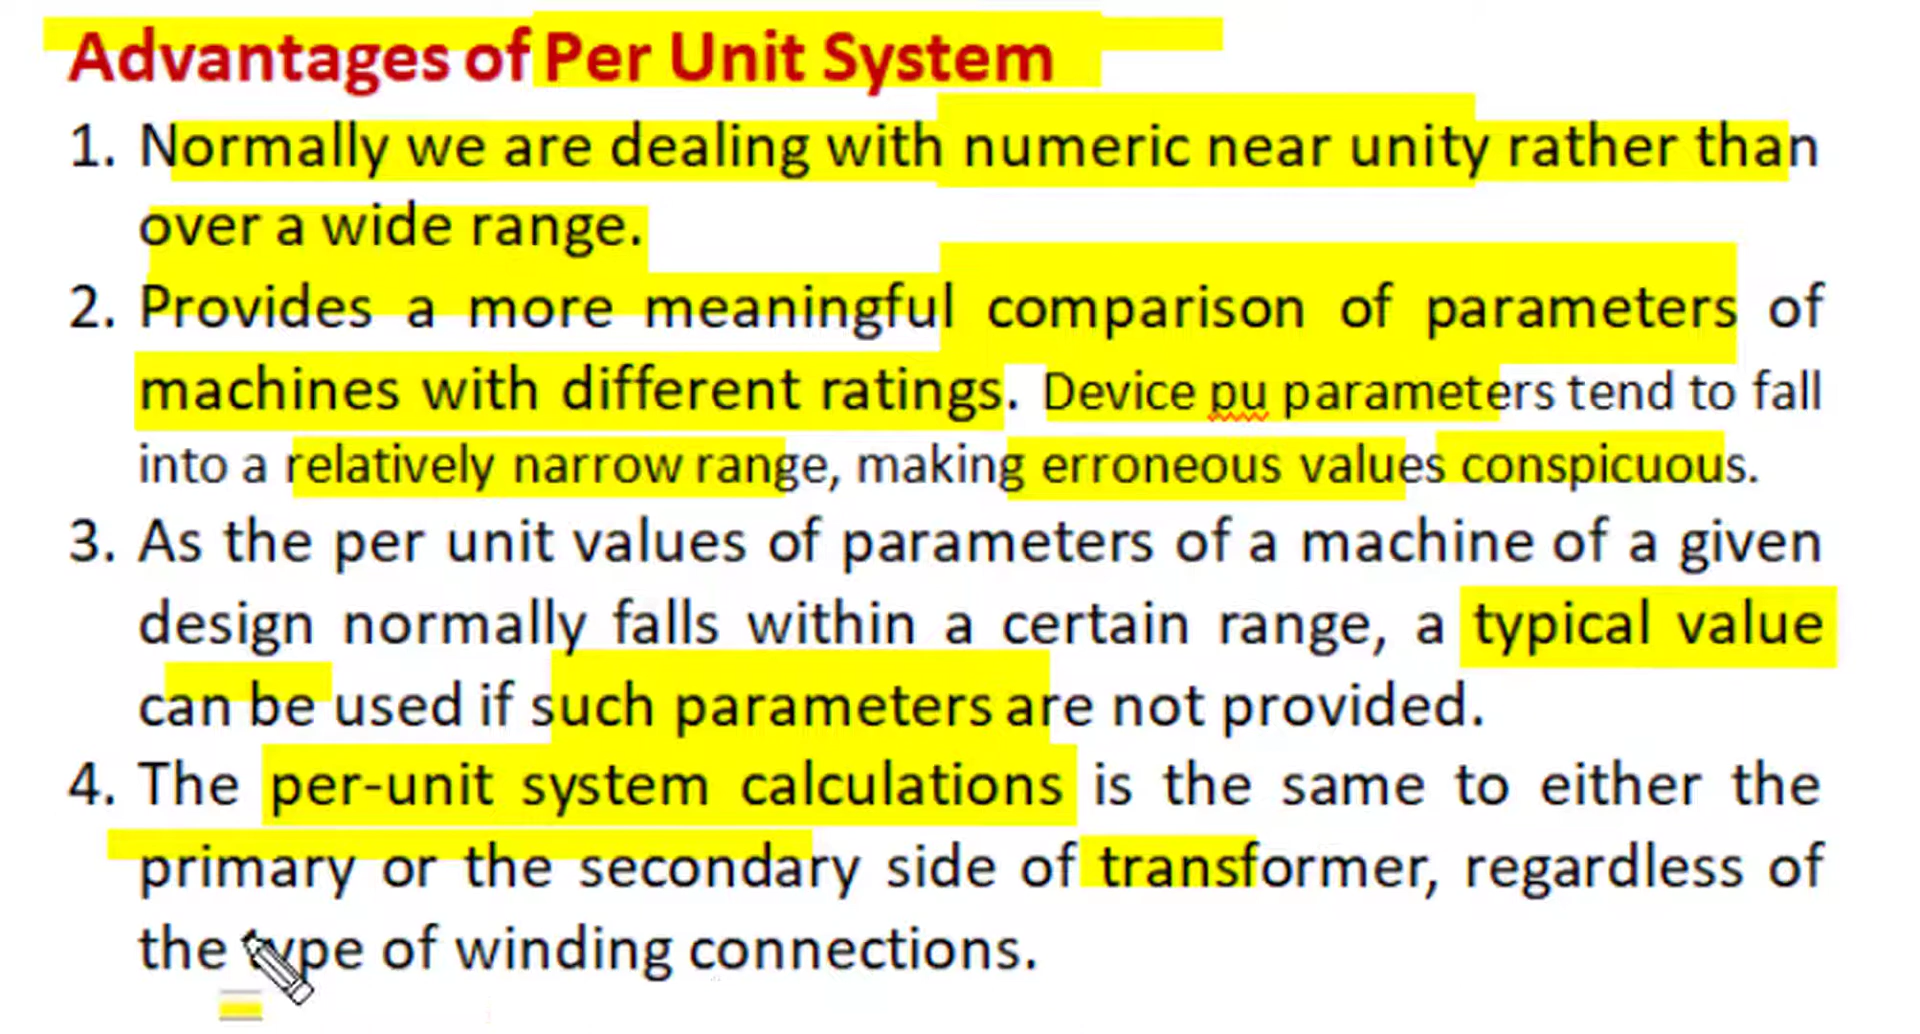 Advantages of Per Unit System
1. Normally we are dealing with numeric near unity rather than
over a wide range.
2. Provides a more meaningful comparison of parameters of
machines with different ratings. Device pu parameters tend to fall
into a relatively narrow range, making erroneous values conspicuous.
3. As the per unit values of parameters of a machine of a given
design normally falls within a certain range, a typical value
can be used if such parameters are not provided.
4. The per-unit system calculations is the same to either the
primary or the secondary side of transformer, regardless of
the type of winding connections.